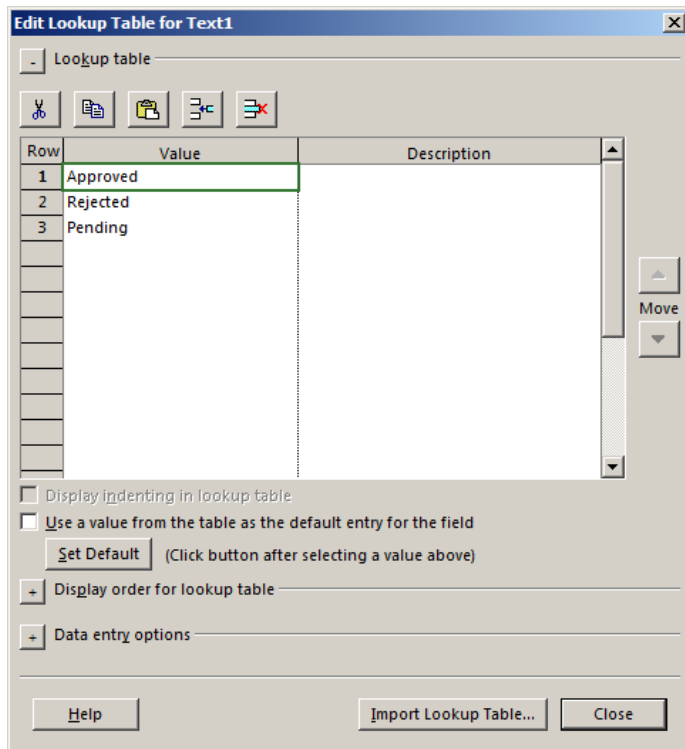 Edit Lookup Table for Text1
- Lookup table
Row Value Description
1 Approved
2 Rejected
3 Pending
Move
Display indenting in lookup table
Use a value from the table as the default entry for the field
Set Default (Click button after selecting a value above)
+ Display order for lookup table
+ Data entry options
Help Import Lookup Table... Close